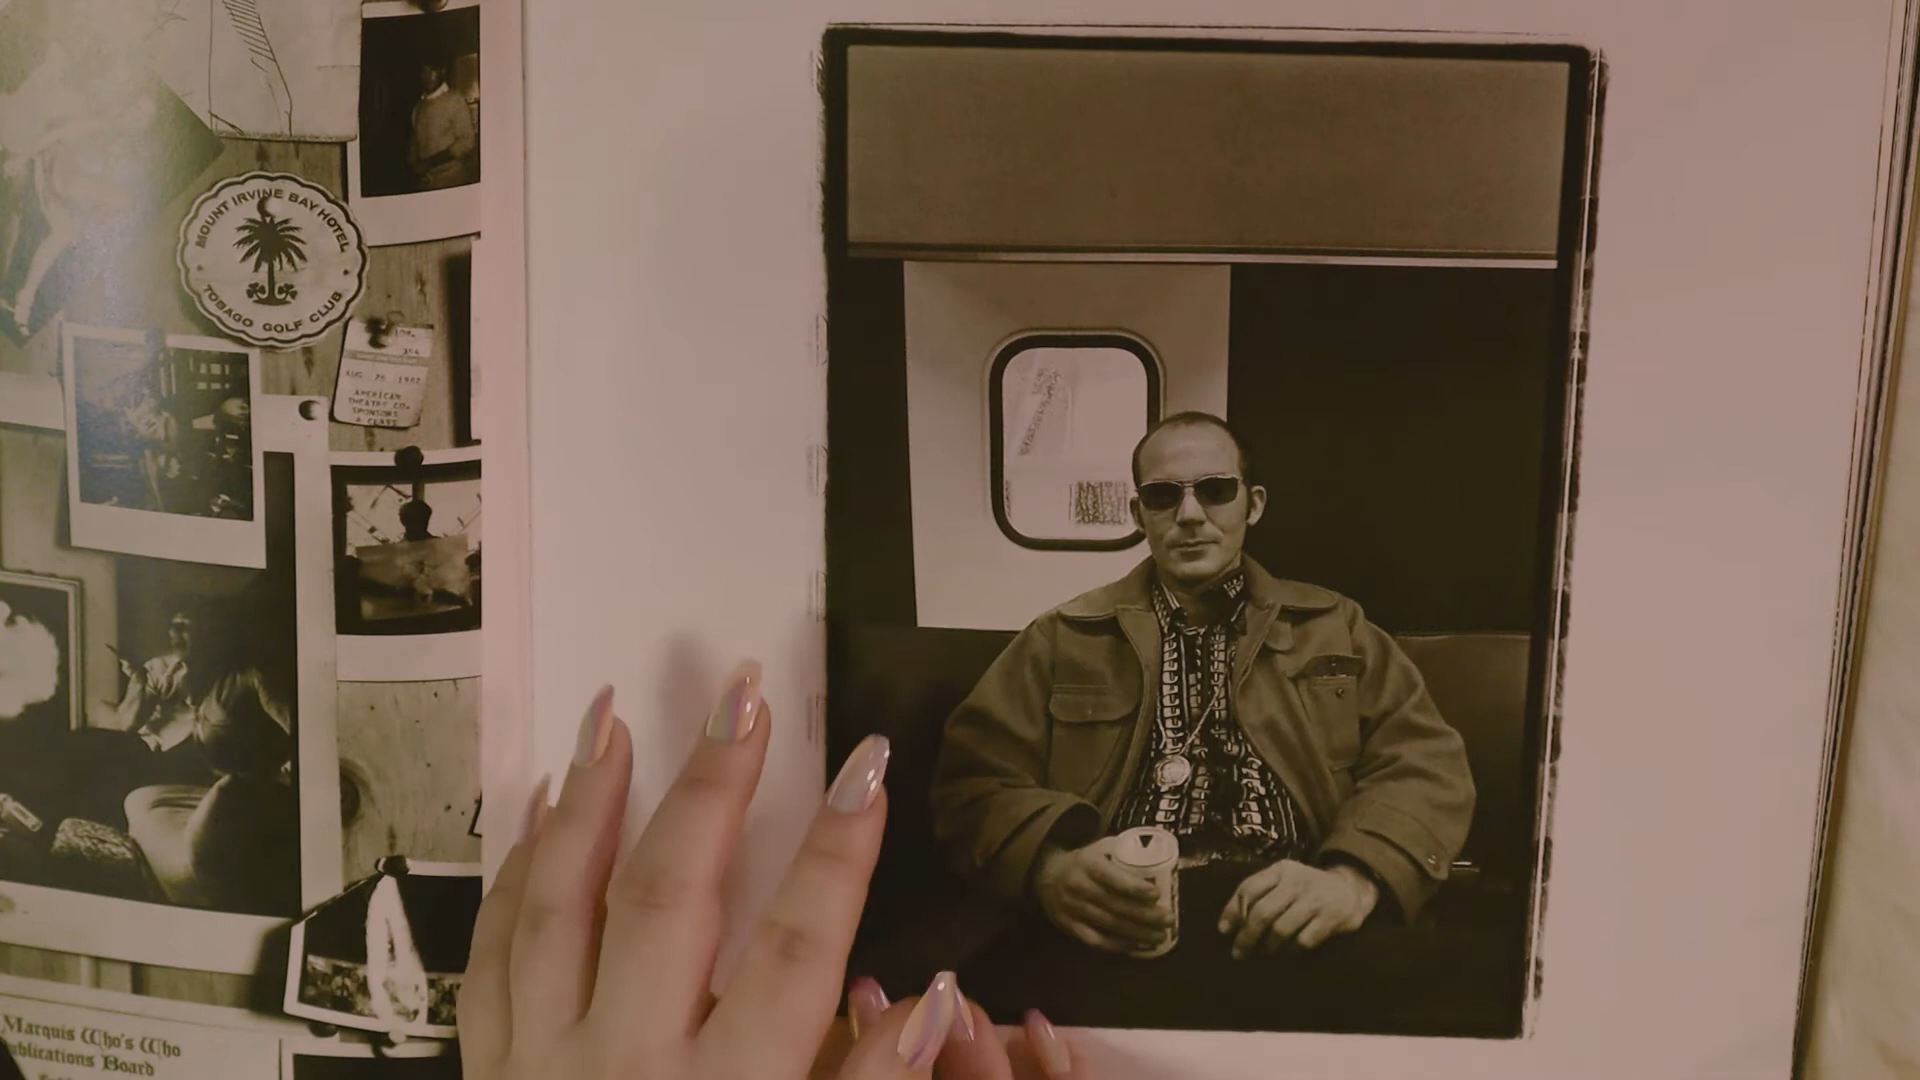 MOUNT IRVINE BAY HOTEL
TOBAGO GOLF CLUB
AUG 26 1982
AMERICAN
THEATRE CO.
SPONSORS
A CLASS
Marquis Who's Who
ublications Board